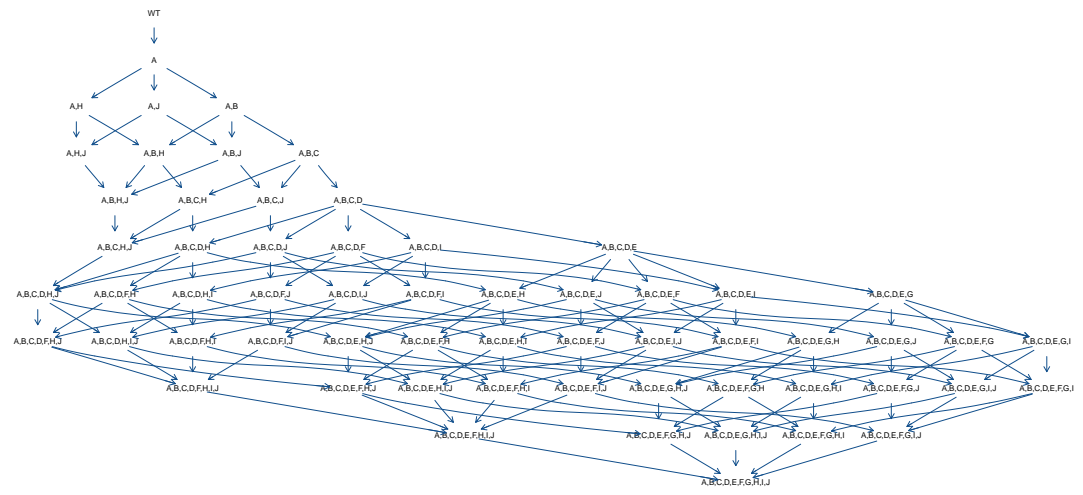 WT
A
A,H A,J A,B
A,H,J A,B,H A,B,J A,B,C
A,B,H,J A,B,C,H A,B,C,J A,B,C,D
A,B,C,H,J A,B,C,D,H A,B,C,D,J A,B,C,D,F A,B,C,D,I A,B,C,D,E
A,B,C,D,H,J A,B,C,D,F,H A,B,C,D,H,I A,B,C,D,F,J A,B,C,D,I,J A,B,C,D,F,I A,B,C,D,E,H A,B,C,D,E,J A,B,C,D,E,F A,B,C,D,E,I A,B,C,D,E,G
A,B,C,D,F,H,J A,B,C,D,H,I,J A,B,C,D,F,H,I A,B,C,D,F,I,J A,B,C,D,E,H,J A,B,C,D,E,F,H A,B,C,D,E,H,I A,B,C,D,E,F,J A,B,C,D,E,I,J A,B,C,D,E,F,I A,B,C,D,E,G,H A,B,C,D,E,G,J A,B,C,D,E,F,G A,B,C,D,E,G,I
A,B,C,D,F,H,I,J A,B,C,D,E,F,H,J A,B,C,D,E,H,I,J A,B,C,D,E,F,H,I A,B,C,D,E,F,I,J A,B,C,D,E,G,H,J A,B,C,D,E,F,G,H A,B,C,D,E,G,H,I A,B,C,D,E,F,G,J A,B,C,D,E,G,I,J A,B,C,D,E,F,G,I
A,B,C,D,E,F,H,I,J A,B,C,D,E,F,G,H,J A,B,C,D,E,G,H,I,J A,B,C,D,E,F,G,H,I A,B,C,D,E,F,G,I,J
A,B,C,D,E,F,G,H,I,J